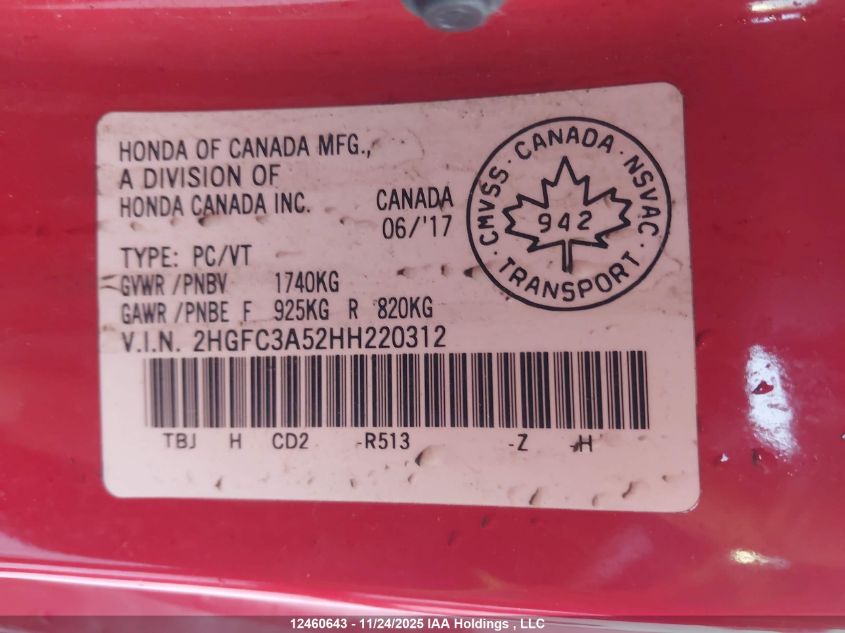 HONDA OF CANADA MFG.,
A DIVISION OF
HONDA CANADA INC.
CANADA
06/'17
TYPE: PC/VT
GVWR/PNBV 1740KG
GAWR/PNBE F 925KG R 820KG
V.I.N. 2HGFC3A52HH220312
TBJ H CD2 -R513 -Z -H
CMVSS · CANADA · NSVAC
942
· TRANSPORT ·
12460643 - 11/24/2025 IAA Holdings , LLC